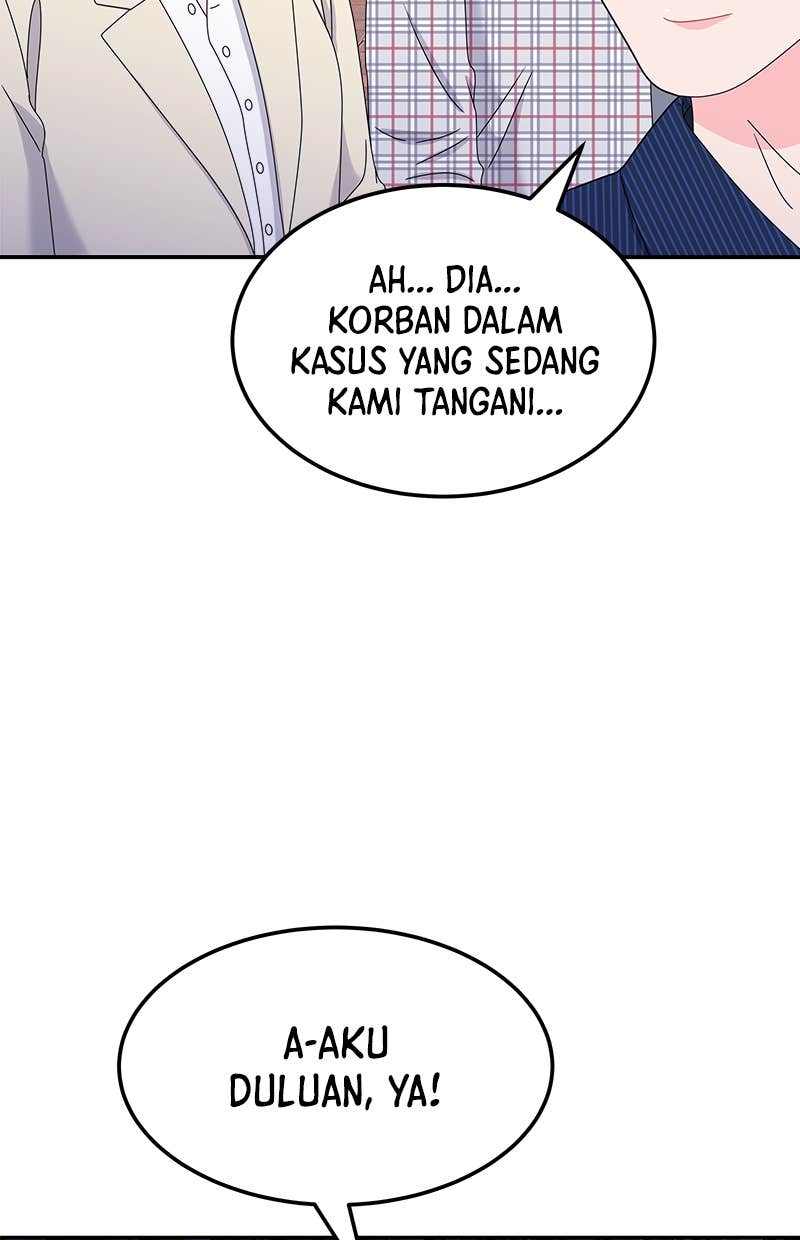 AH... DIA...
KORBAN DALAM
KASUS YANG SEDANG
KAMI TANGANI...
A-AKU
DULUAN, YA!